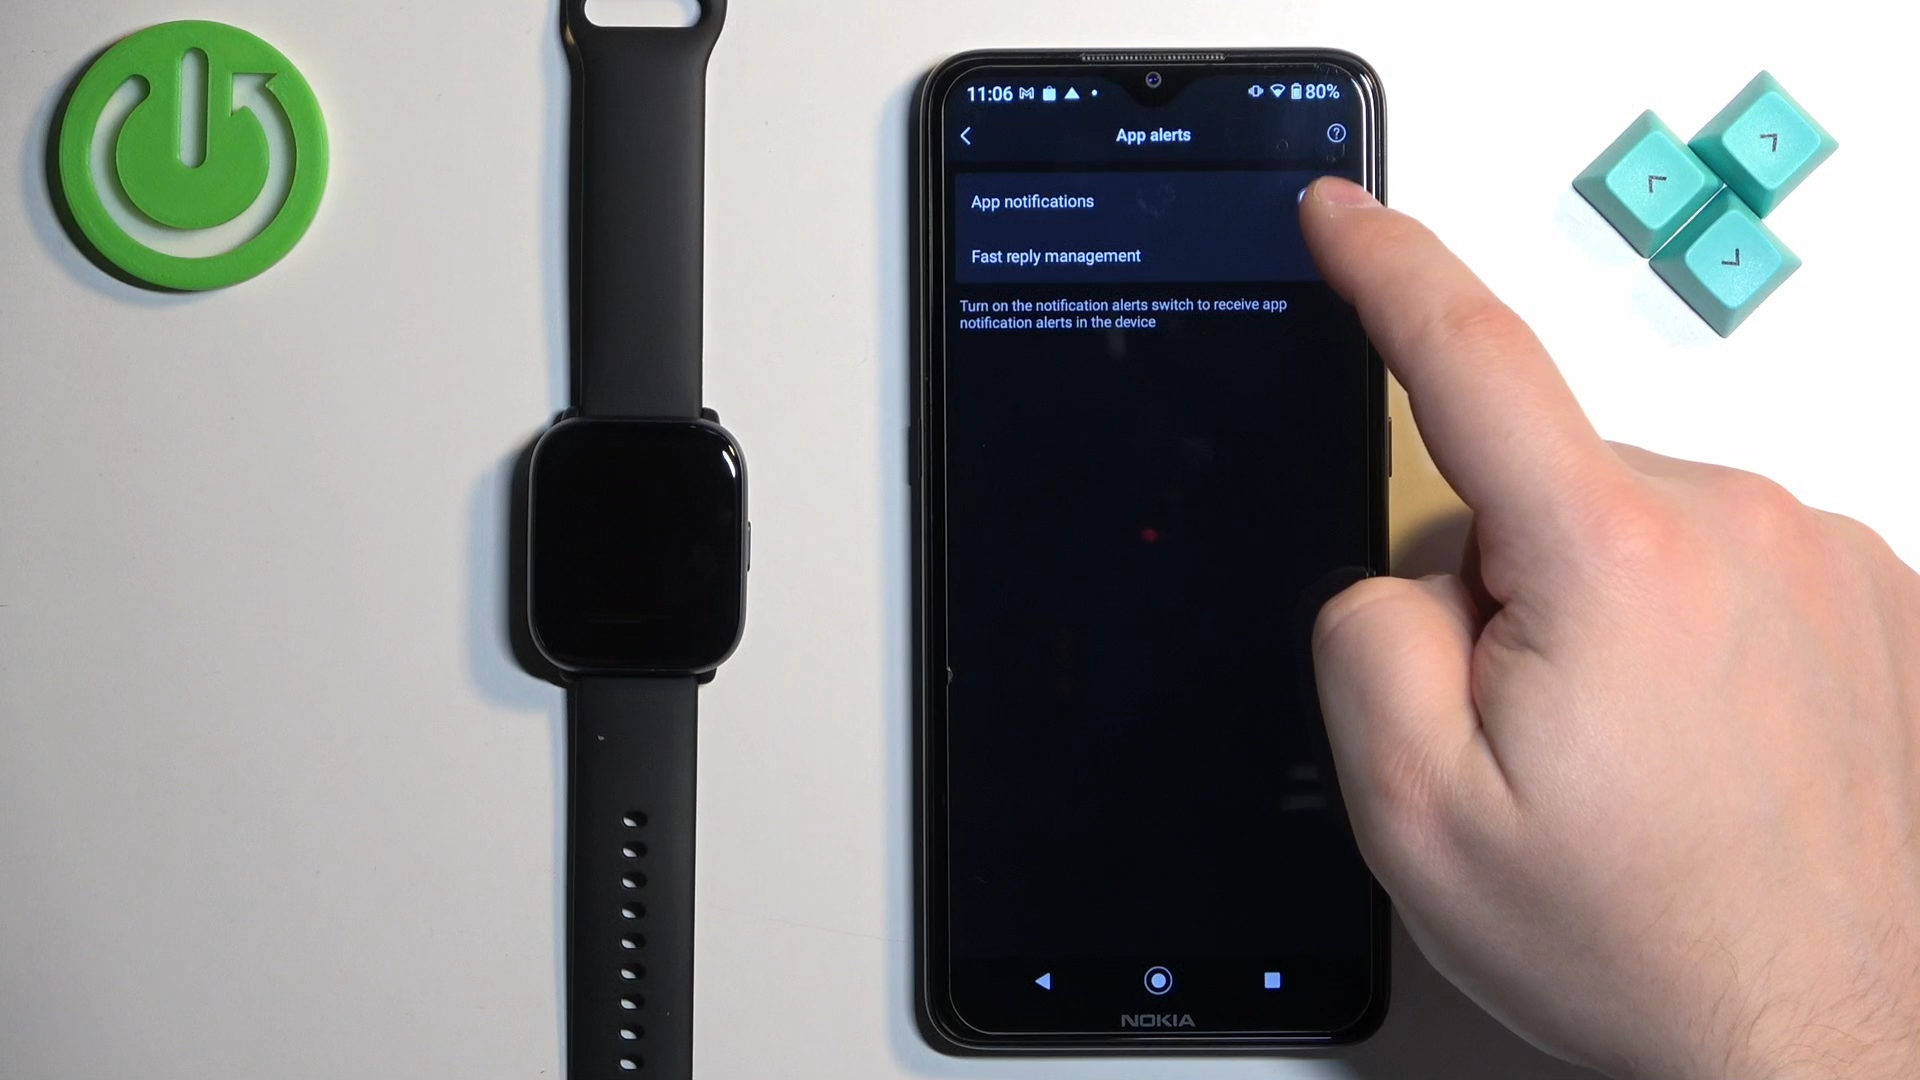 11:06
80%
App alerts
App notifications
Fast reply management
Turn on the notification alerts switch to receive app
notification alerts in the device
NOKIA